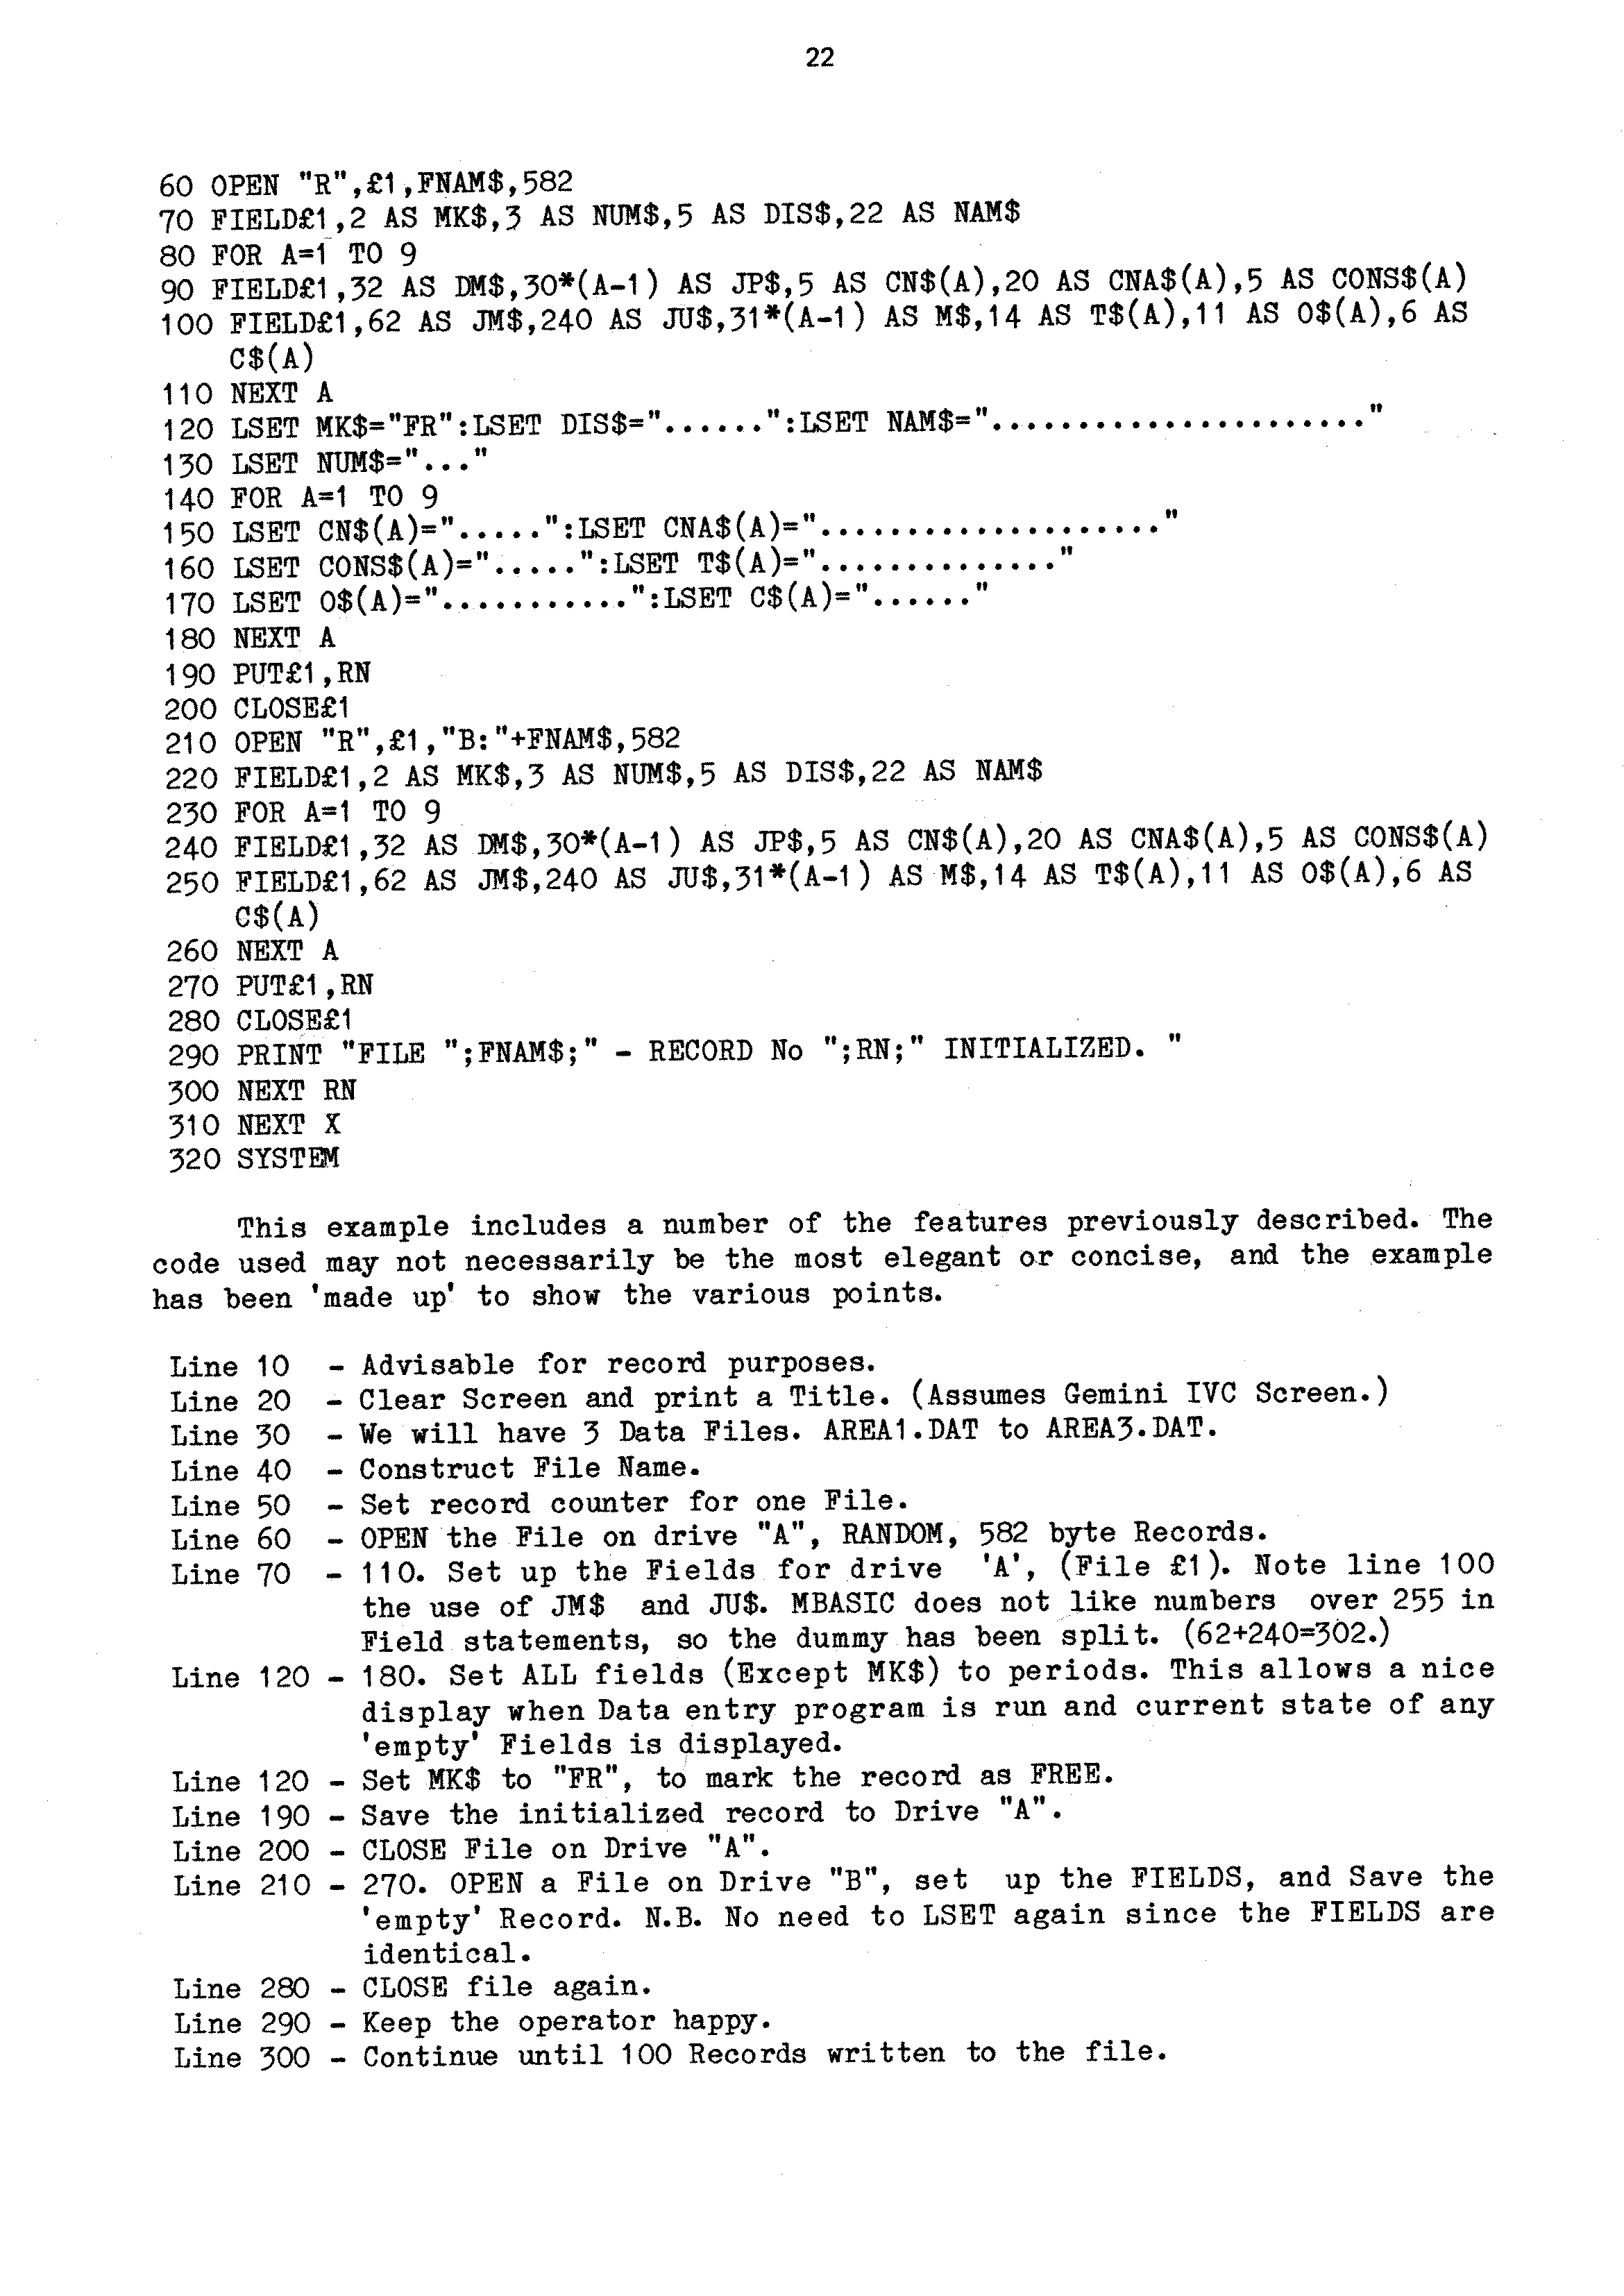 22
60 OPEN "R",£1,FNAM$,582
70 FIELD£1,2 AS MK$,3 AS NUM$,5 AS DIS$,22 AS NAM$
80 FOR A=1 TO 9
90 FIELD£1,32 AS DM$,30*(A-1) AS JP$,5 AS CN$(A),20 AS CNA$(A),5 AS CONS$(A)
100 FIELD£1,62 AS JM$,240 AS JU$,31*(A-1) AS M$,14 AS T$(A),11 AS O$(A),6 AS
C$(A)
110 NEXT A
120 LSET MK$="FR":LSET DIS$="......":LSET NAM$="......................"
130 LSET NUM$="..."
140 FOR A=1 TO 9
150 LSET CN$(A)=".....":LSET CNA$(A)="...................."
160 LSET CONS$(A)=".....":LSET T$(A)=".............."
170 LSET O$(A)="...........":LSET C$(A)="......"
180 NEXT A
190 PUT£1,RN
200 CLOSE£1
210 OPEN "R",£1,"B:"+FNAM$,582
220 FIELD£1,2 AS MK$,3 AS NUM$,5 AS DIS$,22 AS NAM$
230 FOR A=1 TO 9
240 FIELD£1,32 AS DM$,30*(A-1) AS JP$,5 AS CN$(A),20 AS CNA$(A),5 AS CONS$(A)
250 FIELD£1,62 AS JM$,240 AS JU$,31*(A-1) AS M$,14 AS T$(A),11 AS O$(A),6 AS
C$(A)
260 NEXT A
270 PUT£1,RN
280 CLOSE£1
290 PRINT "FILE ";FNAM$;" - RECORD No ";RN;" INITIALIZED. "
300 NEXT RN
310 NEXT X
320 SYSTEM
This example includes a number of the features previously described. The
code used may not necessarily be the most elegant or concise, and the example
has been 'made up' to show the various points.
Line 10 - Advisable for record purposes.
Line 20 - Clear Screen and print a Title. (Assumes Gemini IVC Screen.)
Line 30 - We will have 3 Data Files. AREA1.DAT to AREA3.DAT.
Line 40 - Construct File Name.
Line 50 - Set record counter for one File.
Line 60 - OPEN the File on drive "A", RANDOM, 582 byte Records.
Line 70 - 110. Set up the Fields for drive 'A', (File £1). Note line 100
the use of JM$ and JU$. MBASIC does not like numbers over 255 in
Field statements, so the dummy has been split. (62+240=302.)
Line 120 - 180. Set ALL fields (Except MK$) to periods. This allows a nice
display when Data entry program is run and current state of any
'empty' Fields is displayed.
Line 120 - Set MK$ to "FR", to mark the record as FREE.
Line 190 - Save the initialized record to Drive "A".
Line 200 - CLOSE File on Drive "A".
Line 210 - 270. OPEN a File on Drive "B", set up the FIELDS, and Save the
'empty' Record. N.B. No need to LSET again since the FIELDS are
identical.
Line 280 - CLOSE file again.
Line 290 - Keep the operator happy.
Line 300 - Continue until 100 Records written to the file.